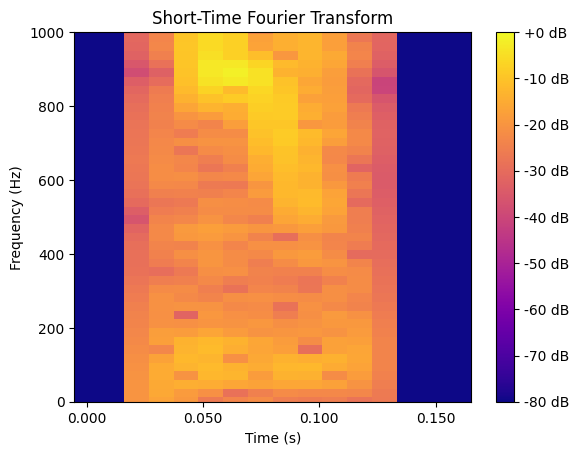 Short-Time Fourier Transform
1000
800
600
400
200
0
Frequency (Hz)
0.000
0.050
0.100
0.150
Time (s)
+0 dB
-10 dB
-20 dB
-30 dB
-40 dB
-50 dB
-60 dB
-70 dB
-80 dB